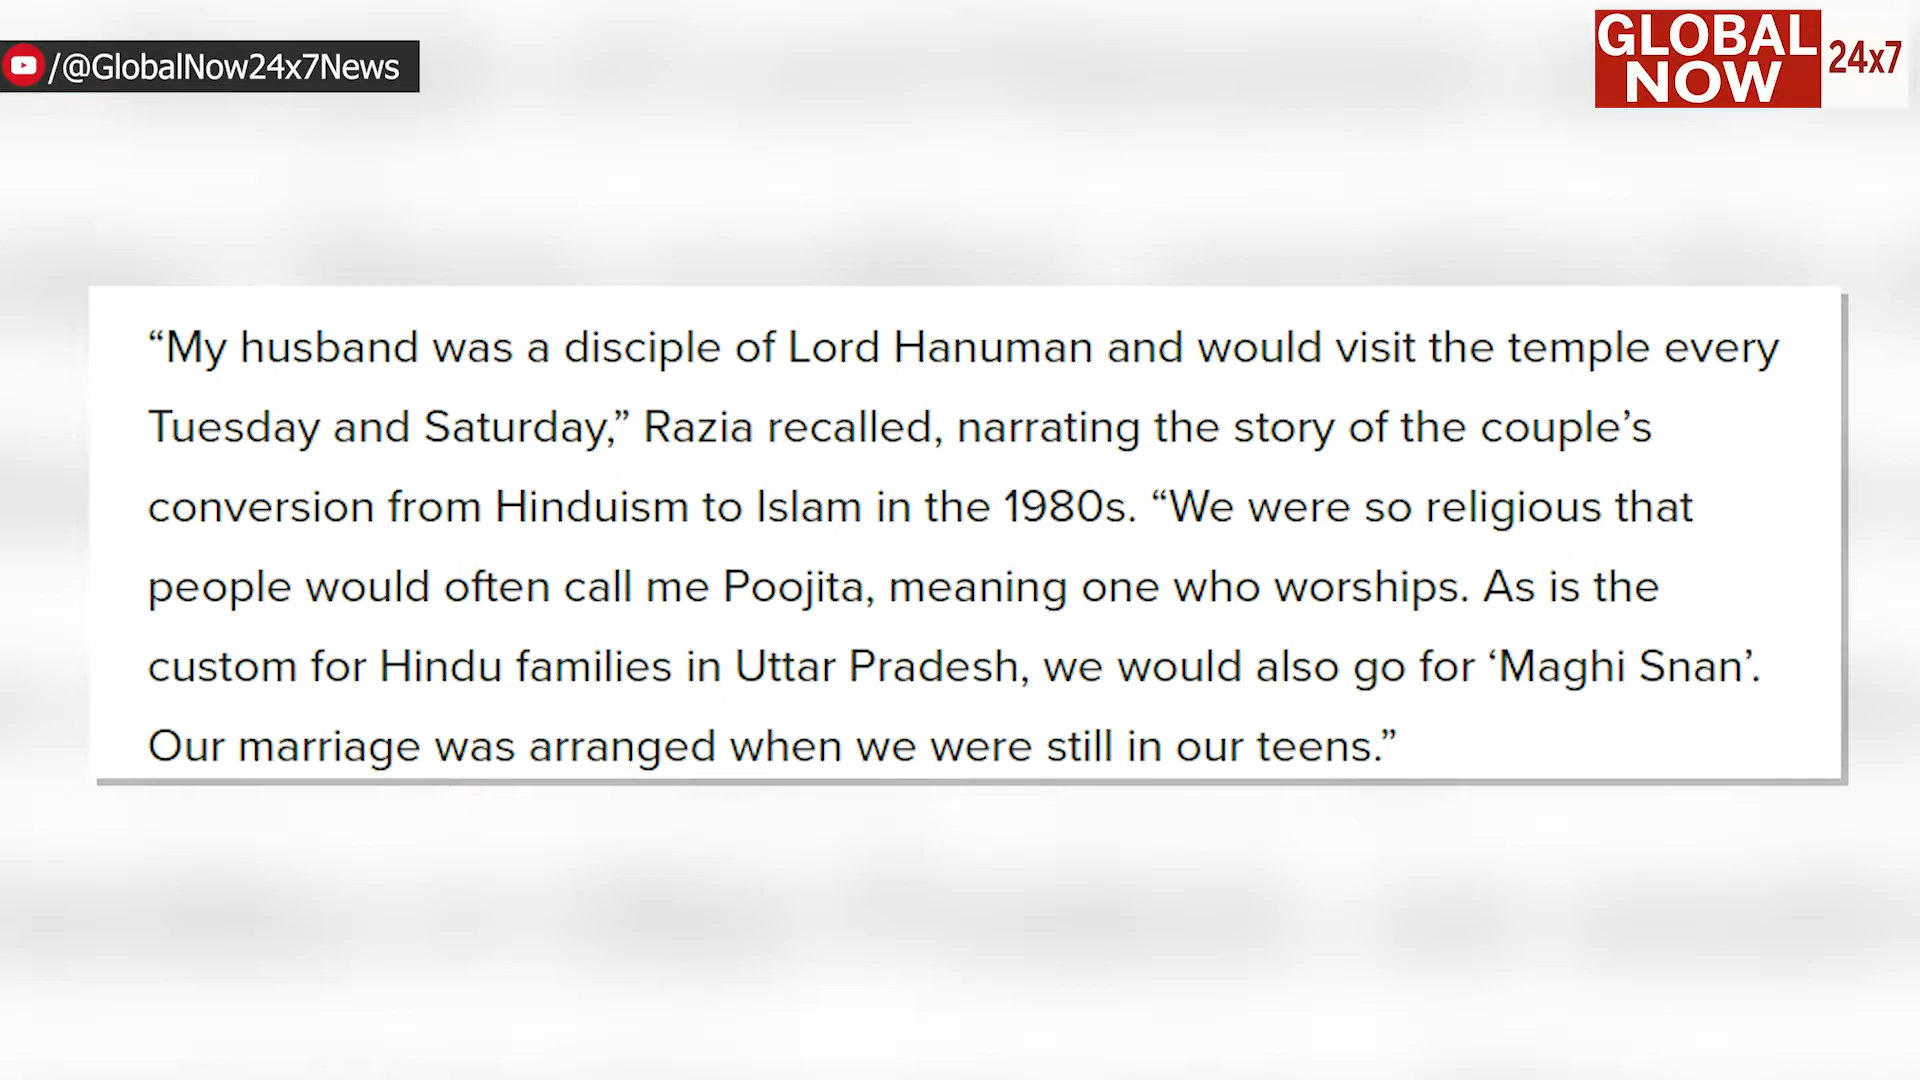 /@GlobalNow24x7News
GLOBAL
NOW
24x7
“My husband was a disciple of Lord Hanuman and would visit the temple every
Tuesday and Saturday,” Razia recalled, narrating the story of the couple’s
conversion from Hinduism to Islam in the 1980s. “We were so religious that
people would often call me Poojita, meaning one who worships. As is the
custom for Hindu families in Uttar Pradesh, we would also go for ‘Maghi Snan’.
Our marriage was arranged when we were still in our teens.”